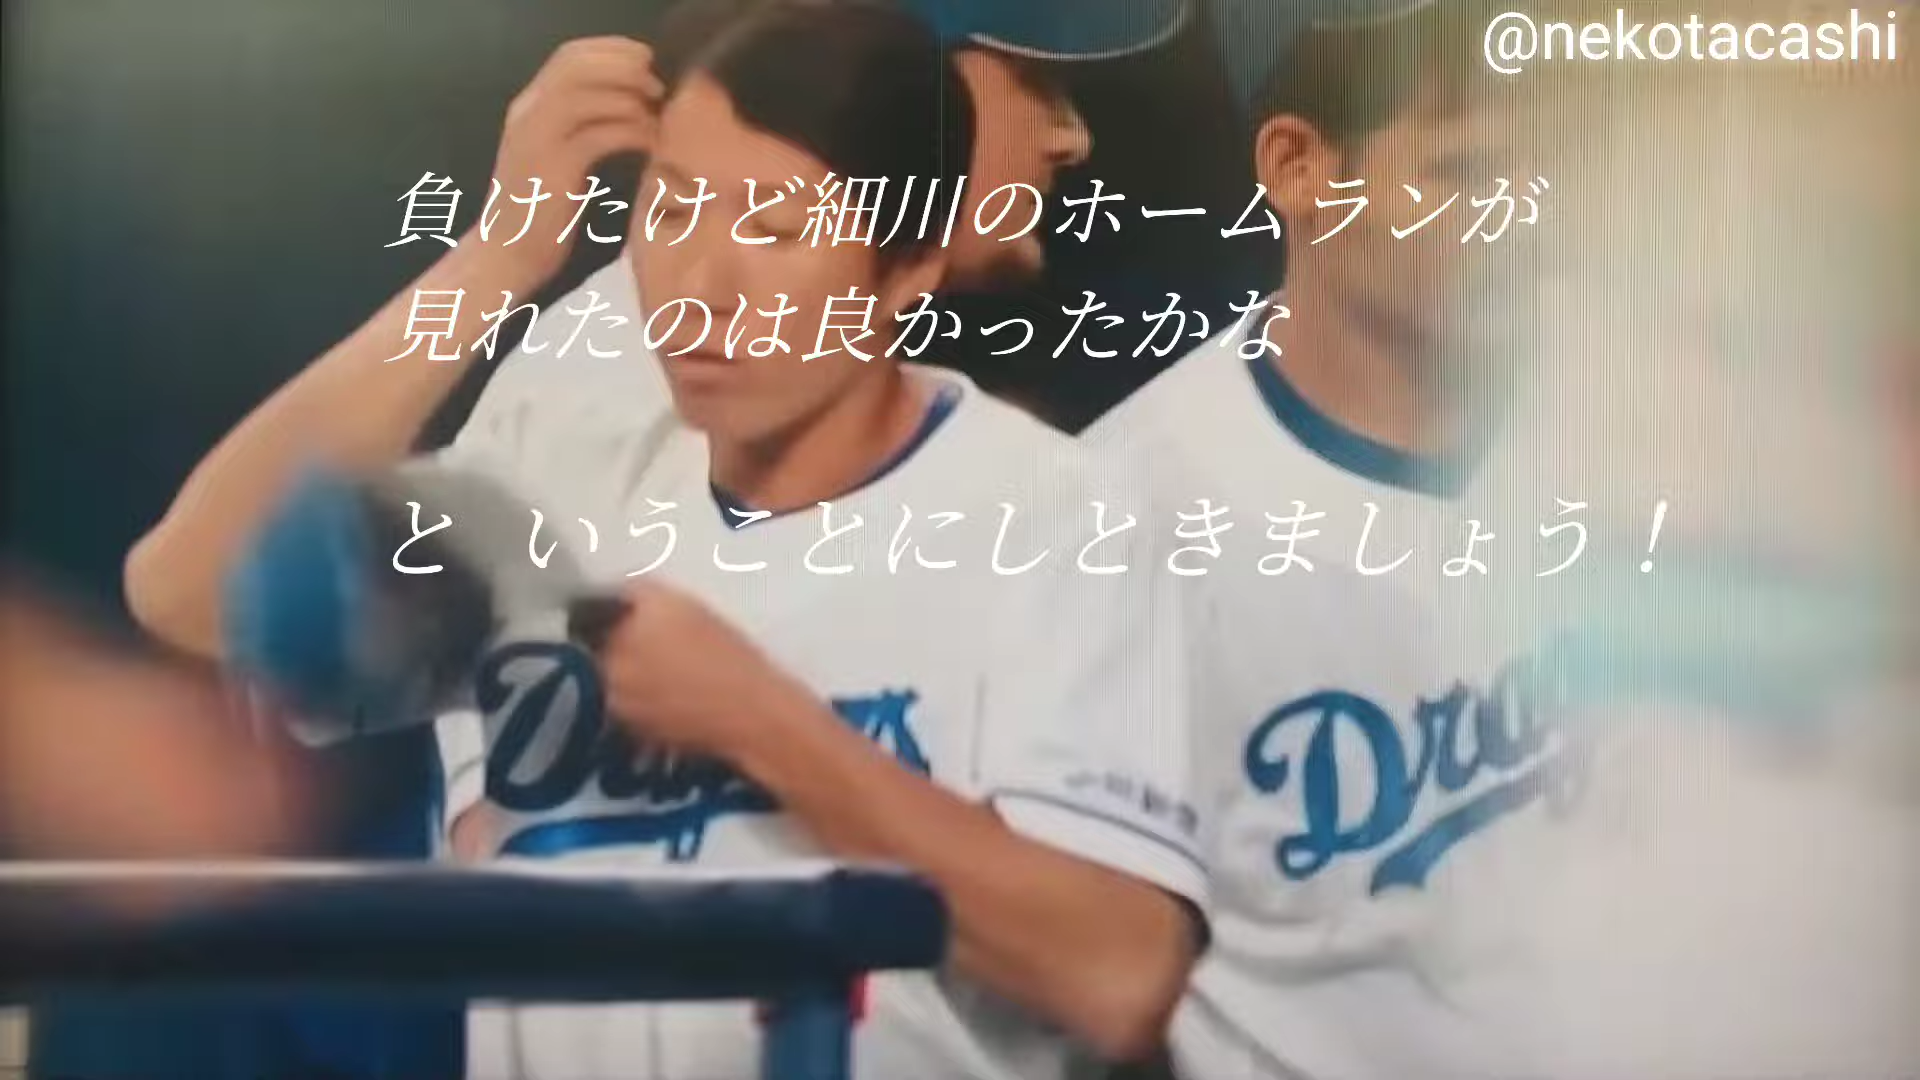 @nekotacashi
負けたけど細川のホームランが
見れたのは良かったかな
と いうことにしときましょう！
D
Dra